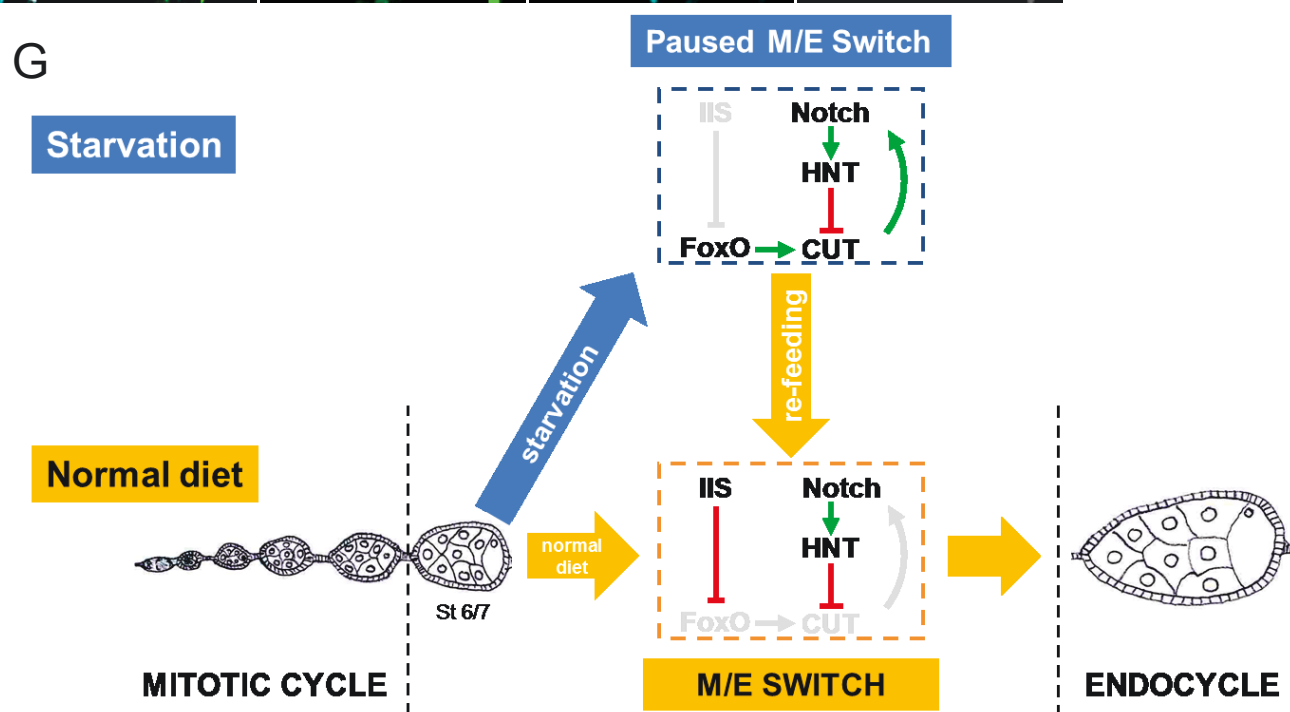 G
Paused M/E Switch
Starvation
IIS Notch
HNT
FoxO CUT
starvation
re-feeding
Normal diet
IIS Notch
normal
diet
HNT
FoxO CUT
St 6/7
MITOTIC CYCLE
M/E SWITCH
ENDOCYCLE